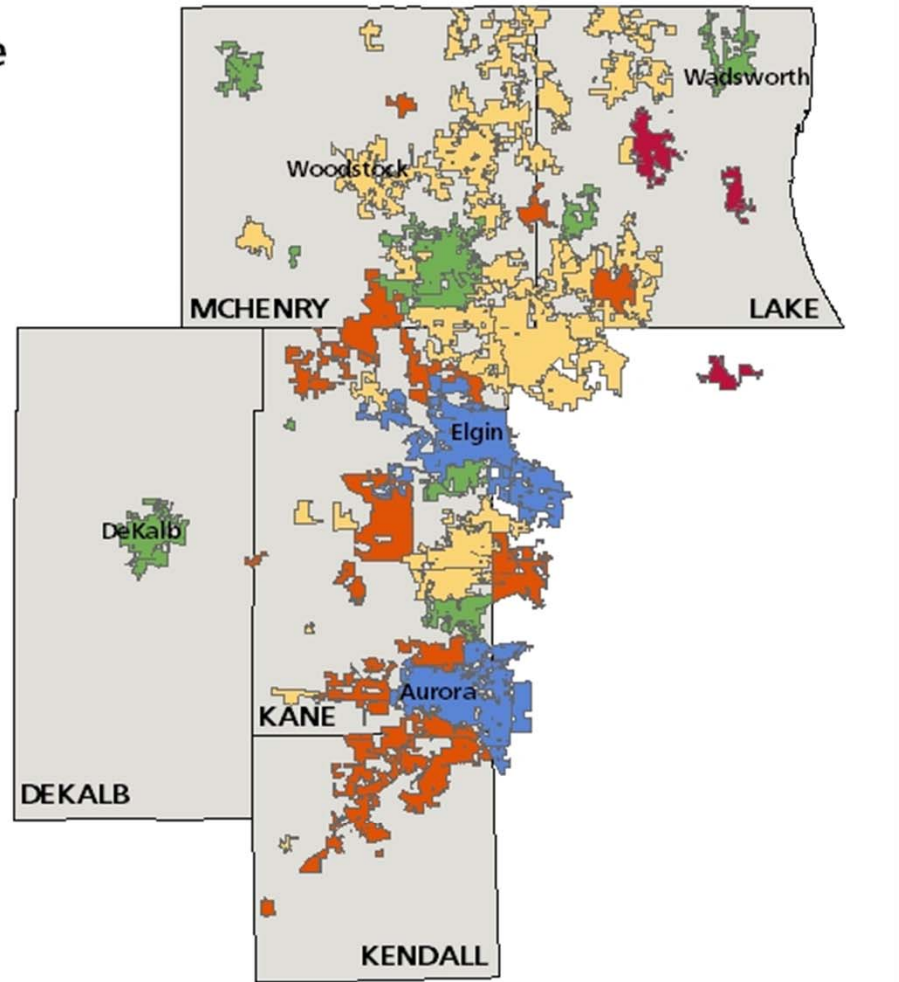 e
Wadsworth
Woodstock
MCHENRY
LAKE
Elgin
DeKalb
Aurora
KANE
DEKALB
KENDALL